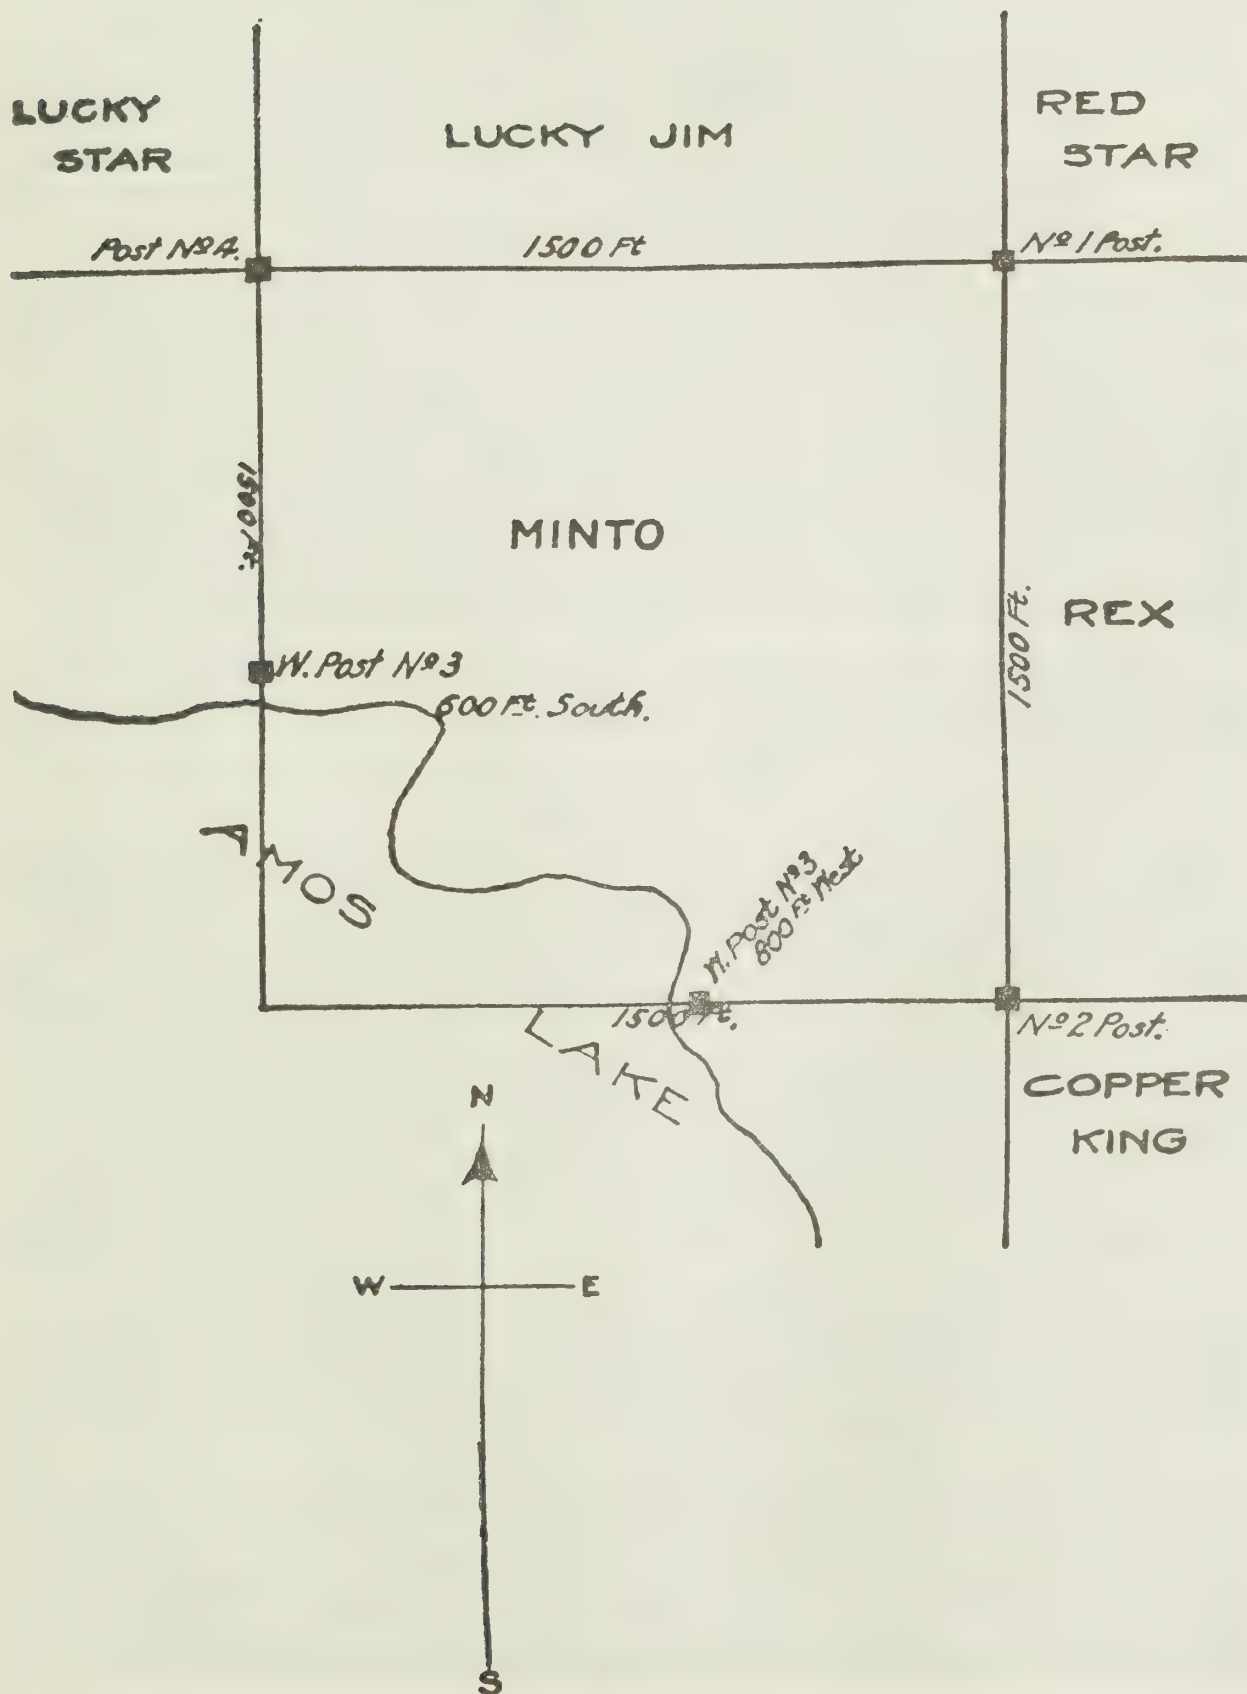 LUCKY
STAR
LUCKY JIM
RED
STAR
Post Nº 4.
1500 Ft
Nº 1 Post.
1500 Ft.
MINTO
1500 Ft.
REX
W. Post Nº 3
600 Ft. South.
AMOS
W. Post Nº 3
800 Ft West
1500 Ft.
Nº 2 Post.
LAKE
COPPER
KING
N
W
E
S